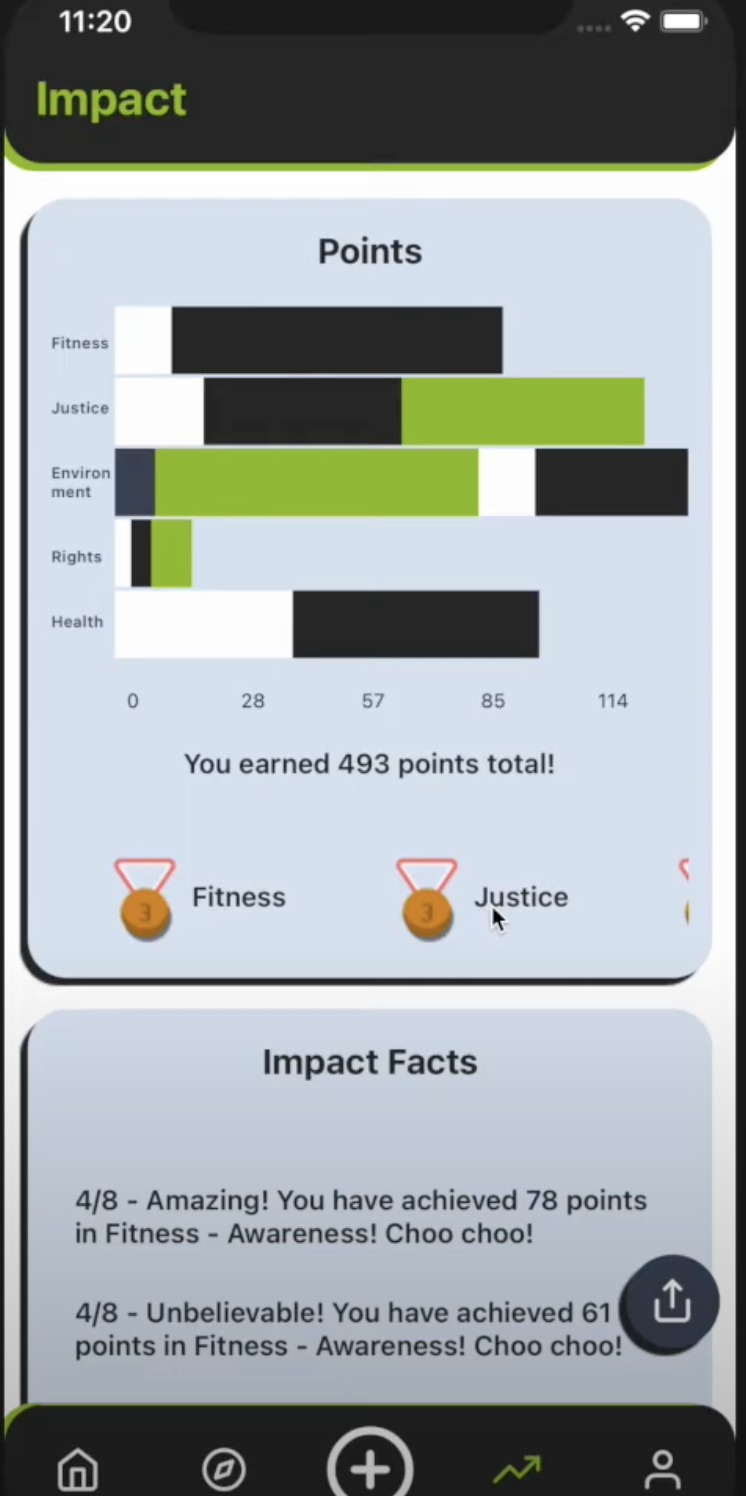 11:20
Impact
Points
Fitness
Justice
Environ
ment
Rights
Health
0 28 57 85 114
You earned 493 points total!
3 Fitness 3 Justice
Impact Facts
4/8 - Amazing! You have achieved 78 points
in Fitness - Awareness! Choo choo!
4/8 - Unbelievable! You have achieved 61
points in Fitness - Awareness! Choo choo!